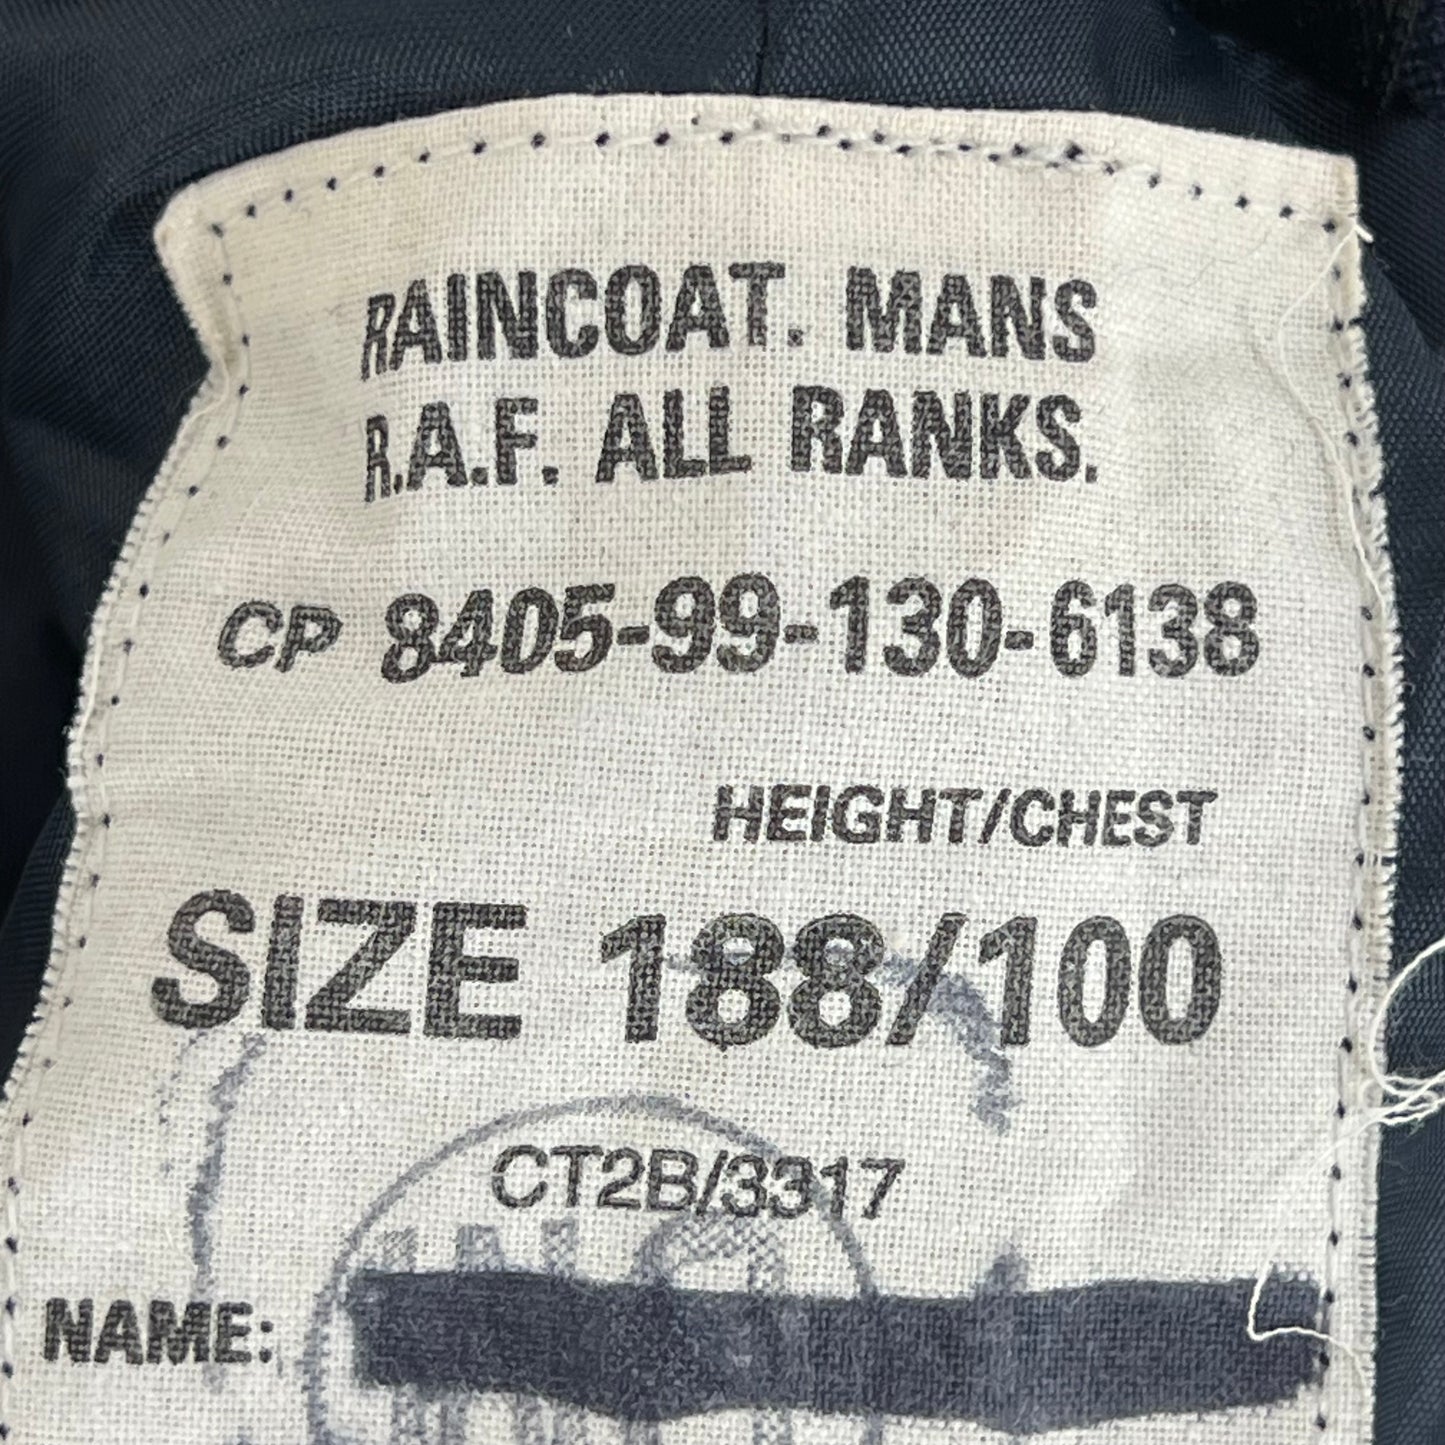 RAINCOAT. MANS
R.A.F. ALL RANKS.
CP 8405-99-130-6138
HEIGHT/CHEST
SIZE 188/100
CT2B/3317
NAME: